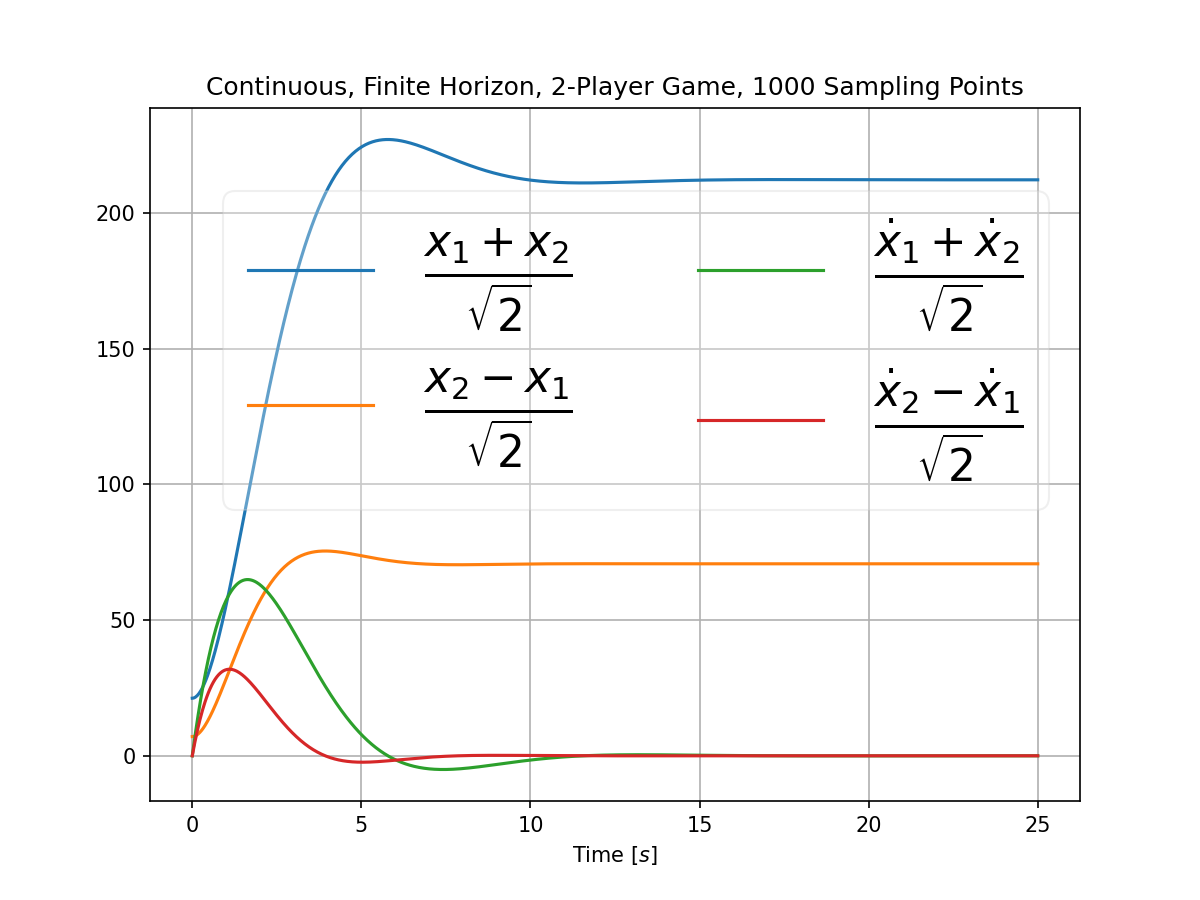 Continuous, Finite Horizon, 2-Player Game, 1000 Sampling Points
200
150
100
50
0
x₁ + x₂
√2
x₂ − x₁
√2
ẋ₁ + ẋ₂
√2
ẋ₂ − ẋ₁
√2
0 5 10 15 20 25
Time [s]